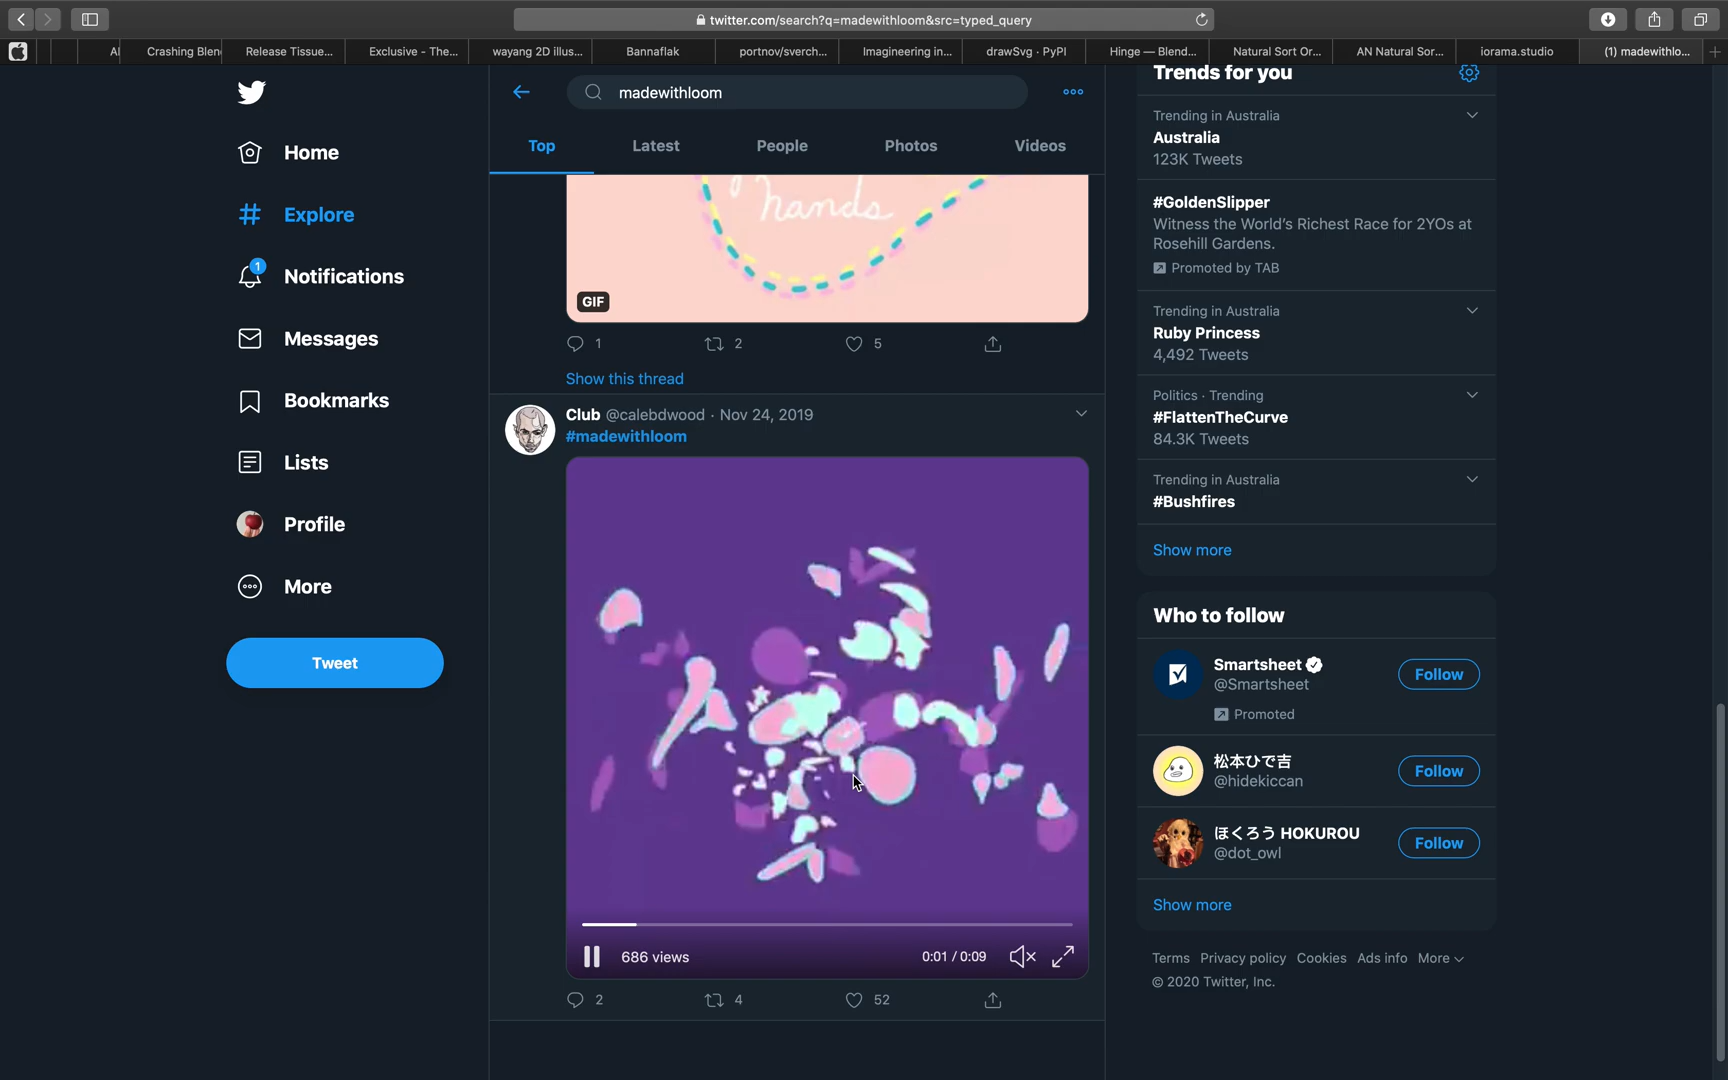 twitter.com/search?q=madewithloom&src=typed_query
Al
Crashing Blen
Release Tissue...
Exclusive - The...
wayang 2D illus...
Bannaflak
portnov/sverch...
Imagineering in...
drawSvg · PyPI
Hinge — Blend...
Natural Sort Or...
AN Natural Sor...
iorama.studio
(1) madewithlo...
Home
Explore
1
Notifications
Messages
Bookmarks
Lists
Profile
More
Tweet
madewithloom
Top
Latest
People
Photos
Videos
hands
GIF
1
2
5
Show this thread
Club @calebdwood · Nov 24, 2019
#madewithloom
686 views
0:01 / 0:09
2
4
52
Trends for you
Trending in Australia
Australia
123K Tweets
#GoldenSlipper
Witness the World's Richest Race for 2YOs at
Rosehill Gardens.
Promoted by TAB
Trending in Australia
Ruby Princess
4,492 Tweets
Politics · Trending
#FlattenTheCurve
84.3K Tweets
Trending in Australia
#Bushfires
Show more
Who to follow
Smartsheet
@Smartsheet
Follow
Promoted
松本ひで吉
@hidekiccan
Follow
ほくろう HOKUROU
@dot_owl
Follow
Show more
Terms Privacy policy Cookies Ads info More
© 2020 Twitter, Inc.